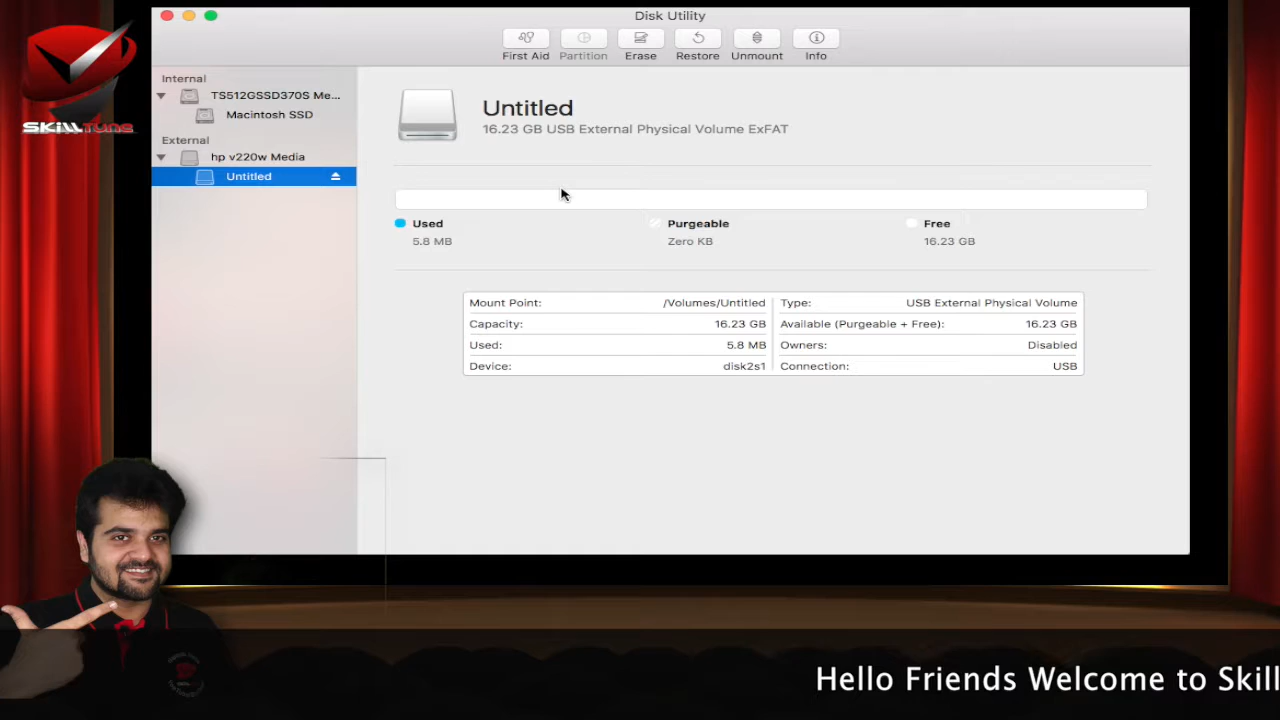 Disk Utility
First Aid
Partition
Erase
Restore
Unmount
Info
Internal
TS512GSSD370S Me...
Macintosh SSD
External
hp v220w Media
Untitled
Untitled
16.23 GB USB External Physical Volume ExFAT
Used
5.8 MB
Purgeable
Zero KB
Free
16.23 GB
Mount Point: /Volumes/Untitled
Capacity: 16.23 GB
Used: 5.8 MB
Device: disk2s1
Type: USB External Physical Volume
Available (Purgeable + Free): 16.23 GB
Owners: Disabled
Connection: USB
SKILLTUNE
Hello Friends Welcome to Skill